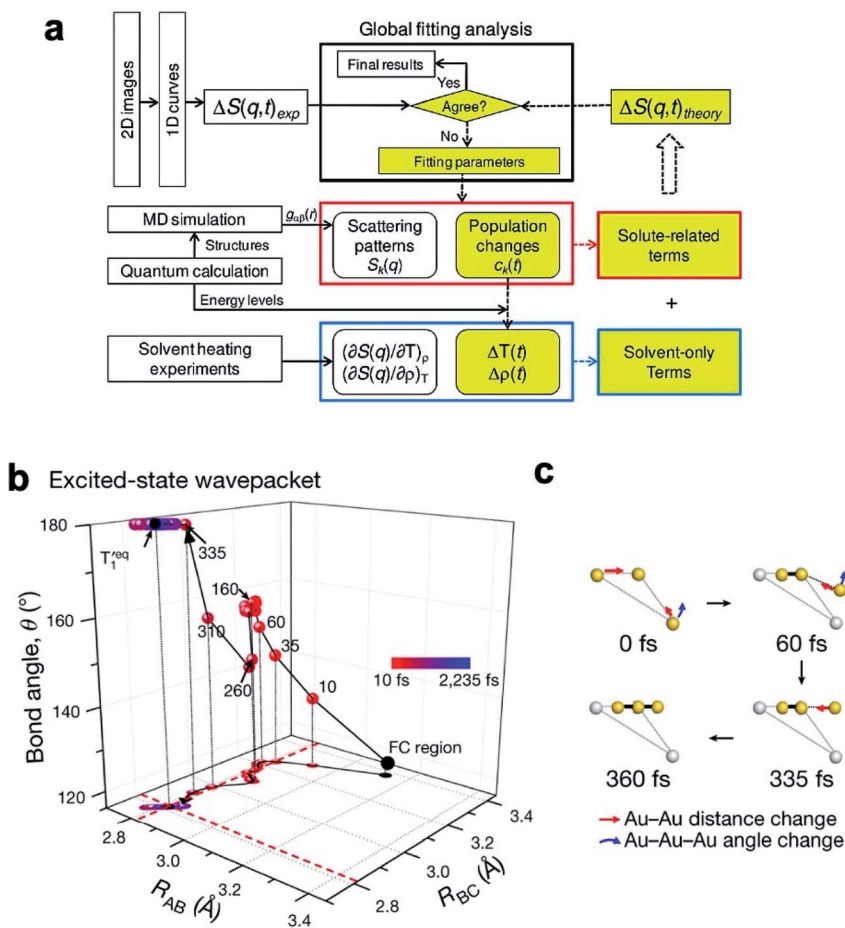 a
Global fitting analysis
2D images
1D curves
ΔS(q,t)exp
Final results
Yes
Agree?
No
Fitting parameters
ΔS(q,t)theory
MD simulation
gαβ(r)
Structures
Quantum calculation
Energy levels
Scattering
patterns
Sk(q)
Population
changes
ck(t)
Solute-related
terms
+
Solvent heating
experiments
(∂S(q)/∂T)ρ
(∂S(q)/∂ρ)T
ΔT(t)
Δρ(t)
Solvent-only
Terms
b Excited-state wavepacket
180
160
140
120
Bond angle, θ (°)
T1′eq
335
310
160
60
35
260
10
10 fs
2,235 fs
FC region
2.8
3.0
3.2
3.4
RAB (Å)
2.8
3.0
3.2
3.4
RBC (Å)
c
0 fs
60 fs
360 fs
335 fs
Au–Au distance change
Au–Au–Au angle change